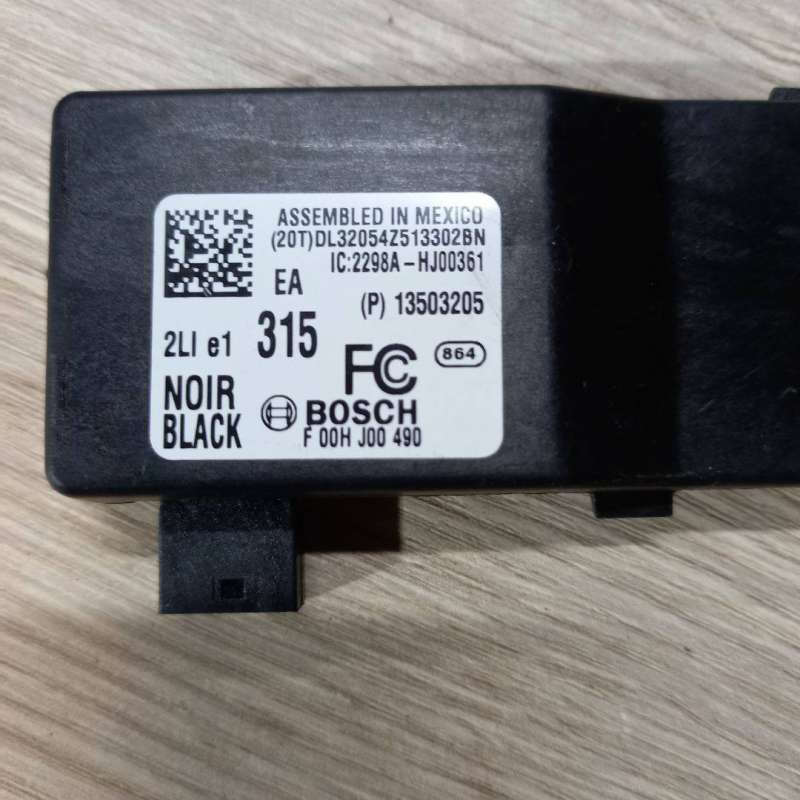 ASSEMBLED IN MEXICO
(20T)DL32054Z513302BN
IC:2298A-HJ00361
EA
(P) 13503205
2LI e1 315
FC 864
NOIR
BLACK
BOSCH
F 00H J00 490